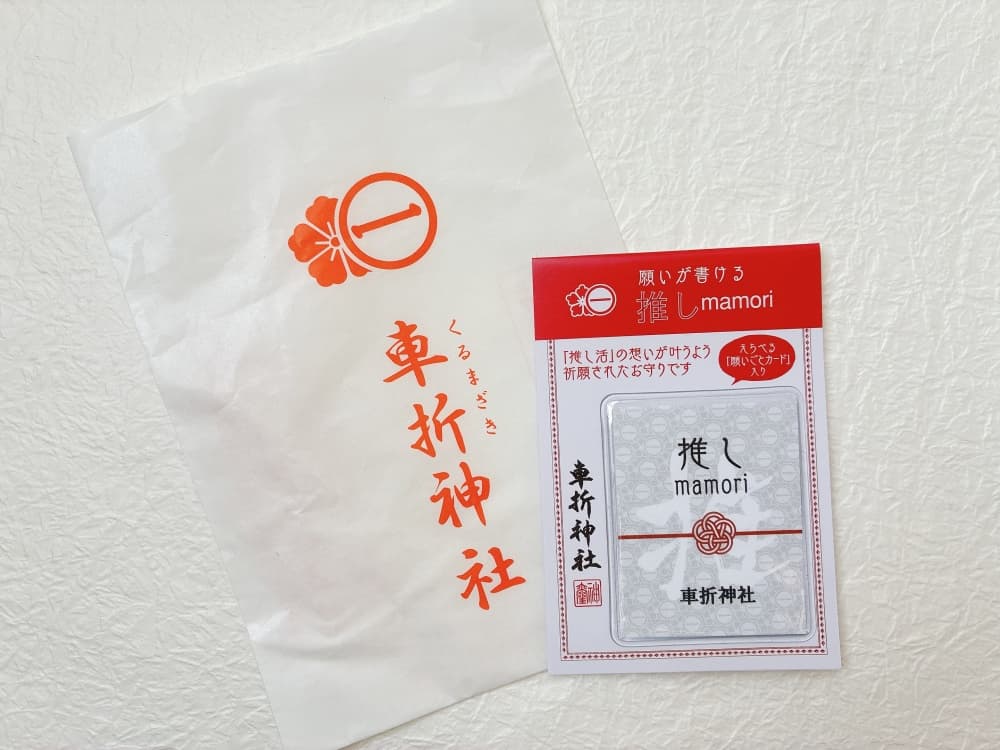 一
車折神社
くるまざき
一
願いが書ける
推しmamori
「推し活」の想いが叶うよう
祈願されたお守りです
えらべる
「願いごとカード」
入り
車折神社
推し
mamori
推
車折神社